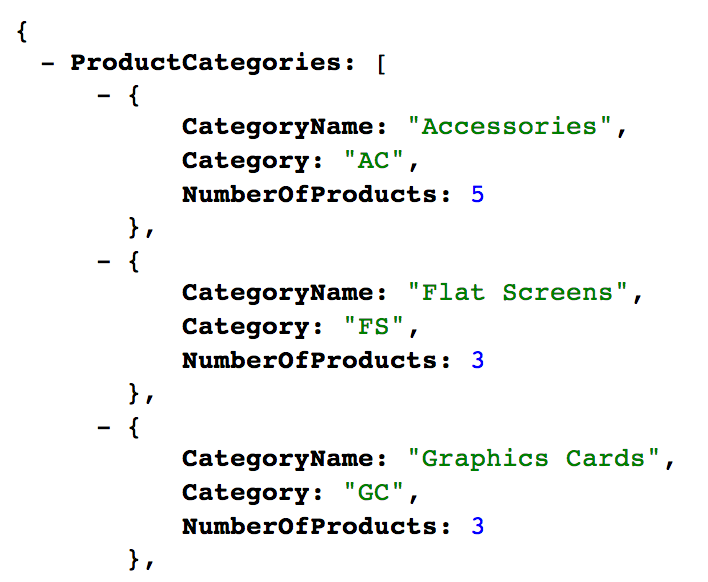 {
- ProductCategories: [
- {
CategoryName: "Accessories",
Category: "AC",
NumberOfProducts: 5
},
- {
CategoryName: "Flat Screens",
Category: "FS",
NumberOfProducts: 3
},
- {
CategoryName: "Graphics Cards",
Category: "GC",
NumberOfProducts: 3
},